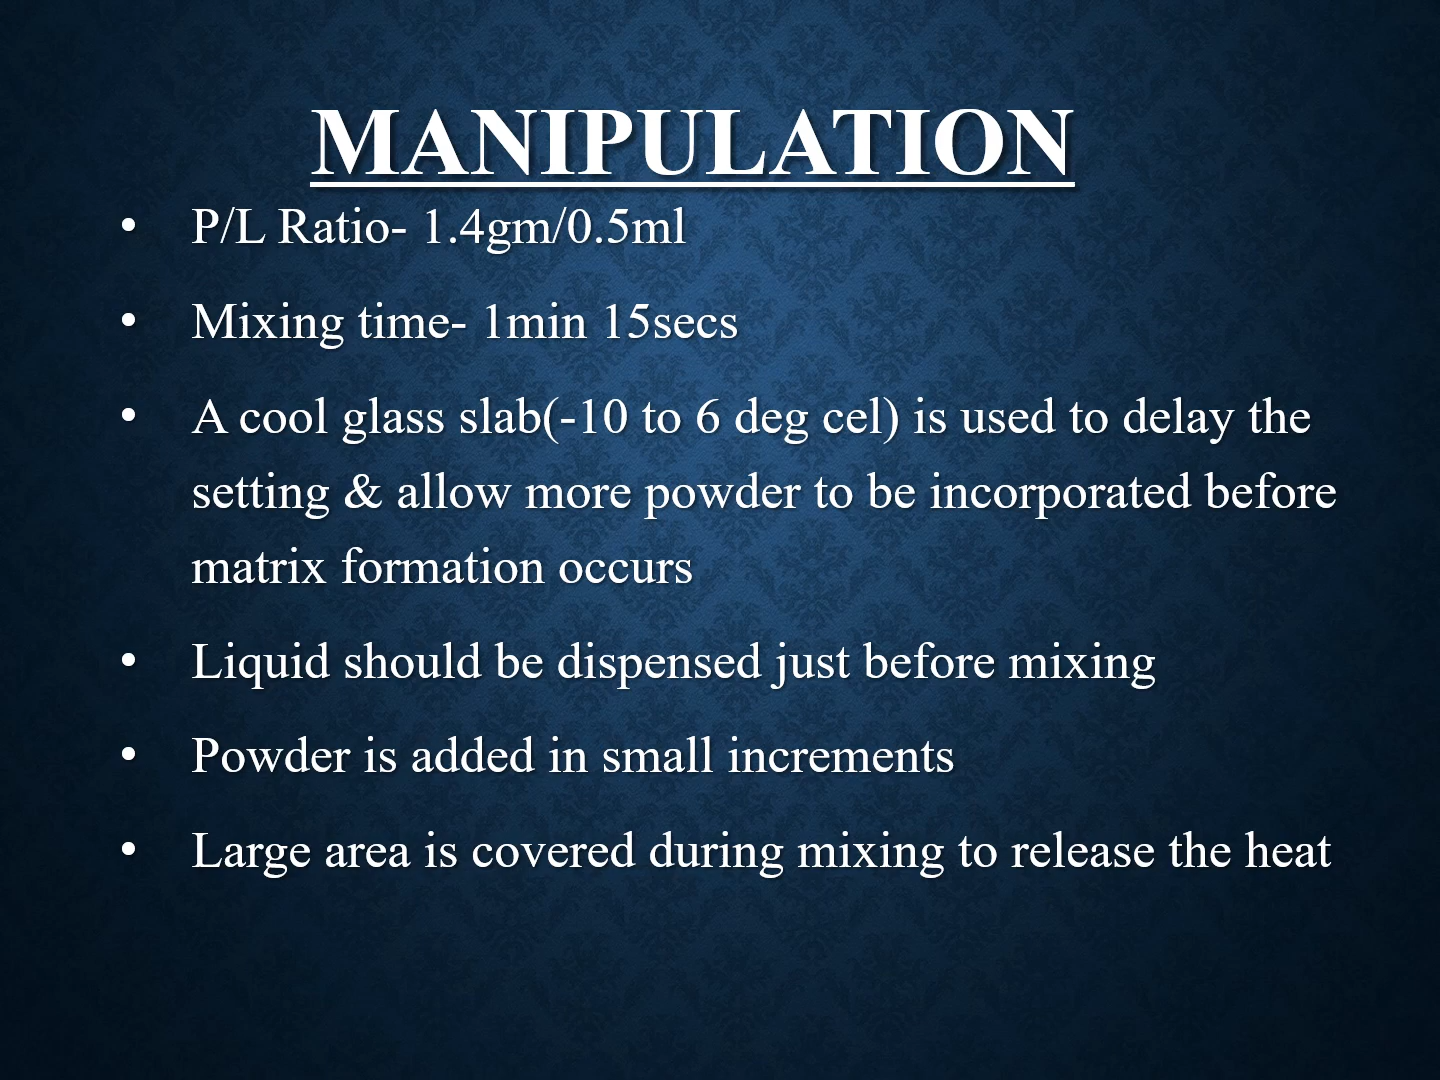 MANIPULATION
• P/L Ratio- 1.4gm/0.5ml
• Mixing time- 1min 15secs
• A cool glass slab(-10 to 6 deg cel) is used to delay the
setting & allow more powder to be incorporated before
matrix formation occurs
• Liquid should be dispensed just before mixing
• Powder is added in small increments
• Large area is covered during mixing to release the heat